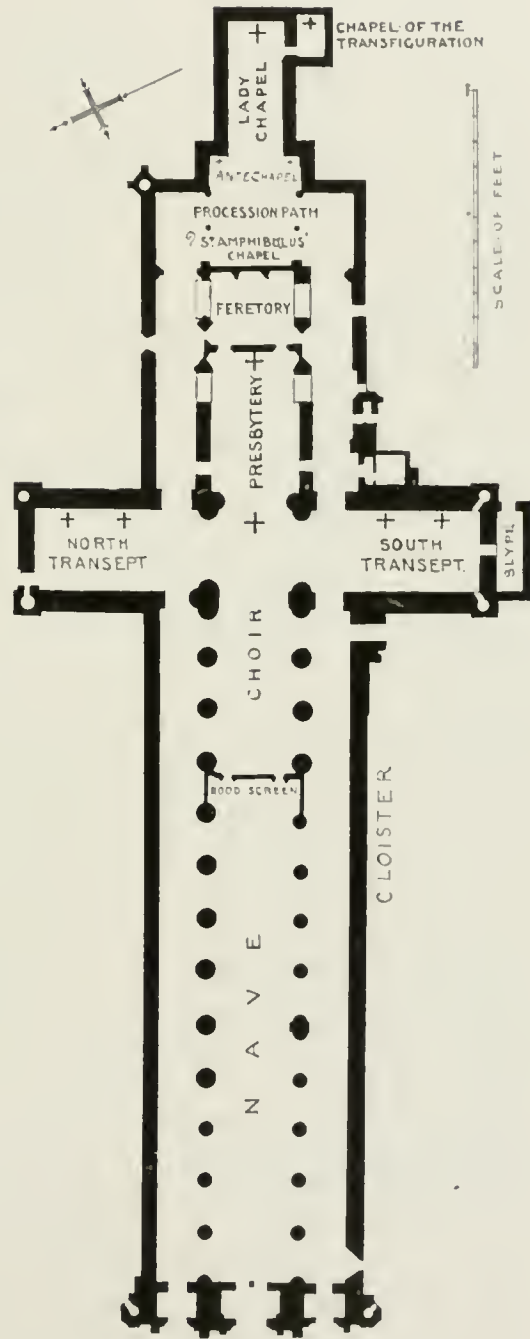 CHAPEL OF THE
TRANSFIGURATION
LADY
CHAPEL
ANTECHAPEL
PROCESSION PATH
? ST AMPHIBULUS'
CHAPEL
FERETORY
SCALE OF FEET
PRESBYTERY
NORTH
TRANSEPT
SOUTH
TRANSEPT.
SLYPE
CHOIR
ROOD SCREEN
CLOISTER
NAVE